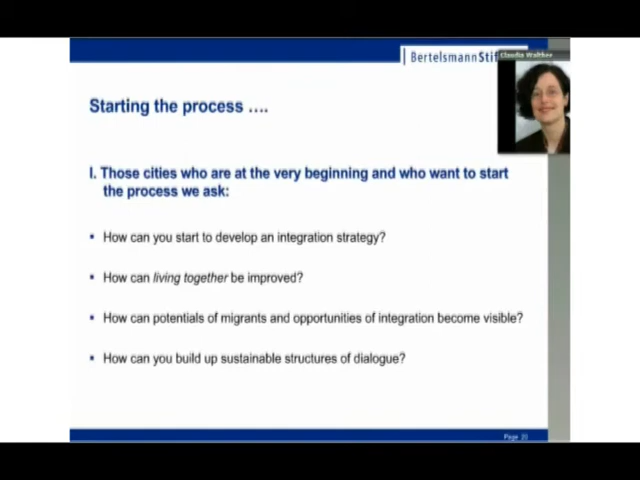 BertelsmannStif
Claudia Walther
Starting the process ....
I. Those cities who are at the very beginning and who want to start
the process we ask:
• How can you start to develop an integration strategy?
• How can living together be improved?
• How can potentials of migrants and opportunities of integration become visible?
• How can you build up sustainable structures of dialogue?
Page 20